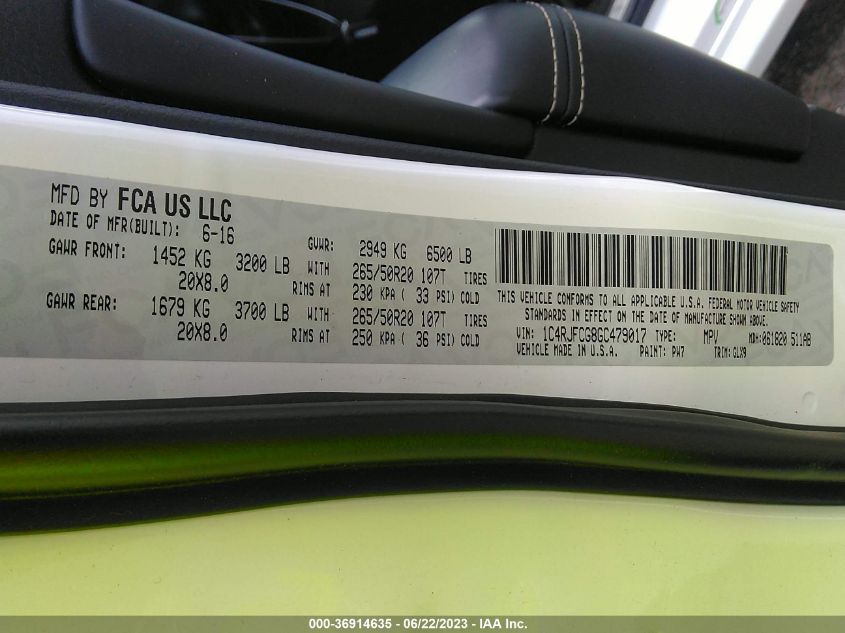 MFD BY FCA US LLC
DATE OF MFR(BUILT): 6-16
GVWR: 2949 KG 6500 LB
GAWR FRONT: 1452 KG 3200 LB WITH 265/50R20 107T TIRES
20X8.0 RIMS AT 230 KPA ( 33 PSI) COLD
GAWR REAR: 1679 KG 3700 LB WITH 265/50R20 107T TIRES
20X8.0 RIMS AT 250 KPA ( 36 PSI) COLD
THIS VEHICLE CONFORMS TO ALL APPLICABLE U.S.A. FEDERAL MOTOR VEHICLE SAFETY
STANDARDS IN EFFECT ON THE DATE OF MANUFACTURE SHOWN ABOVE.
VIN: 1C4RJFCG8GC479017 TYPE: MPV MDH:061820 511AB
VEHICLE MADE IN U.S.A. PAINT: PW7 TRIM: GLX9
000-36914635 - 06/22/2023 - IAA Inc.